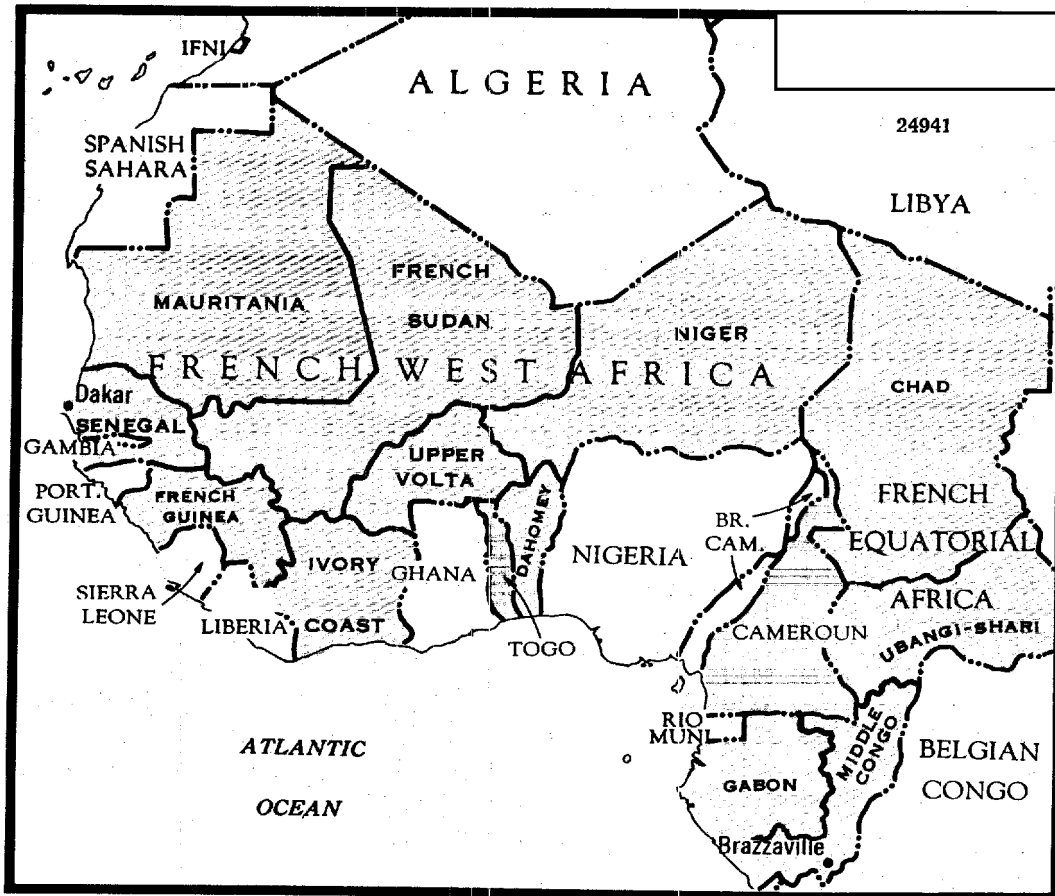 IFNI
ALGERIA
24941
SPANISH
SAHARA
LIBYA
MAURITANIA
FRENCH
SUDAN
NIGER
FRENCH WEST AFRICA
CHAD
Dakar
SENEGAL
GAMBIA
UPPER
VOLTA
PORT.
GUINEA
FRENCH
GUINEA
DAHOMEY
BR.
CAM.
FRENCH
EQUATORIAL
AFRICA
NIGERIA
IVORY
COAST
GHANA
SIERRA
LEONE
LIBERIA
TOGO
CAMEROUN
UBANGI-SHARI
RIO
MUNI
MIDDLE
CONGO
BELGIAN
CONGO
ATLANTIC
OCEAN
GABON
Brazzaville